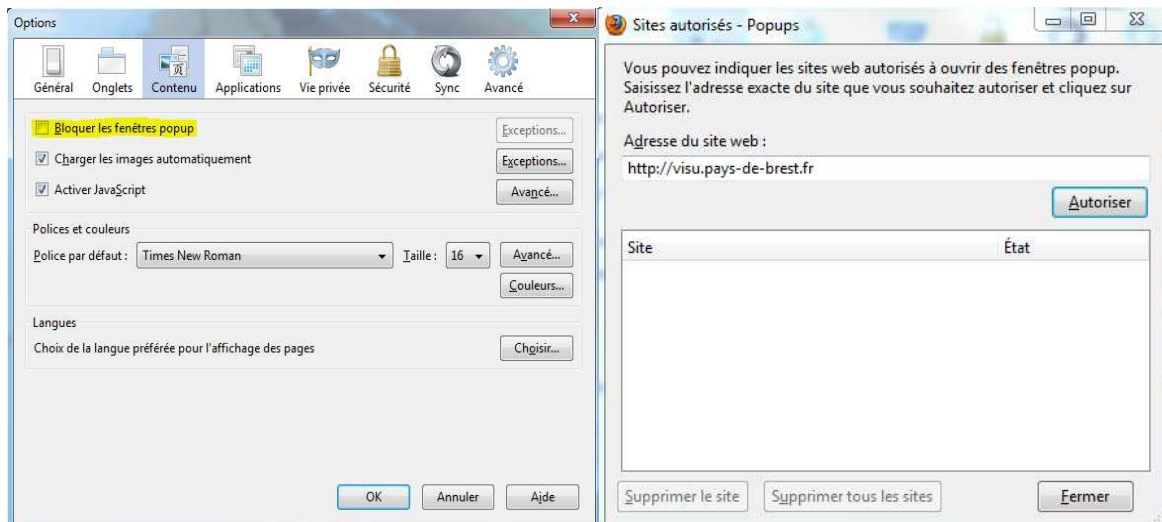 Options
X
Général Onglets Contenu Applications Vie privée Sécurité Sync Avancé
Bloquer les fenêtres popup Exceptions...
Charger les images automatiquement Exceptions...
Activer JavaScript Avancé...
Polices et couleurs
Police par défaut : Times New Roman Taille : 16 Avancé...
Couleurs...
Langues
Choix de la langue préférée pour l'affichage des pages Choisir...
OK Annuler Aide
Sites autorisés - Popups
Vous pouvez indiquer les sites web autorisés à ouvrir des fenêtres popup.
Saisissez l'adresse exacte du site que vous souhaitez autoriser et cliquez sur
Autoriser.
Adresse du site web :
http://visu.pays-de-brest.fr
Autoriser
Site État
Supprimer le site Supprimer tous les sites Fermer